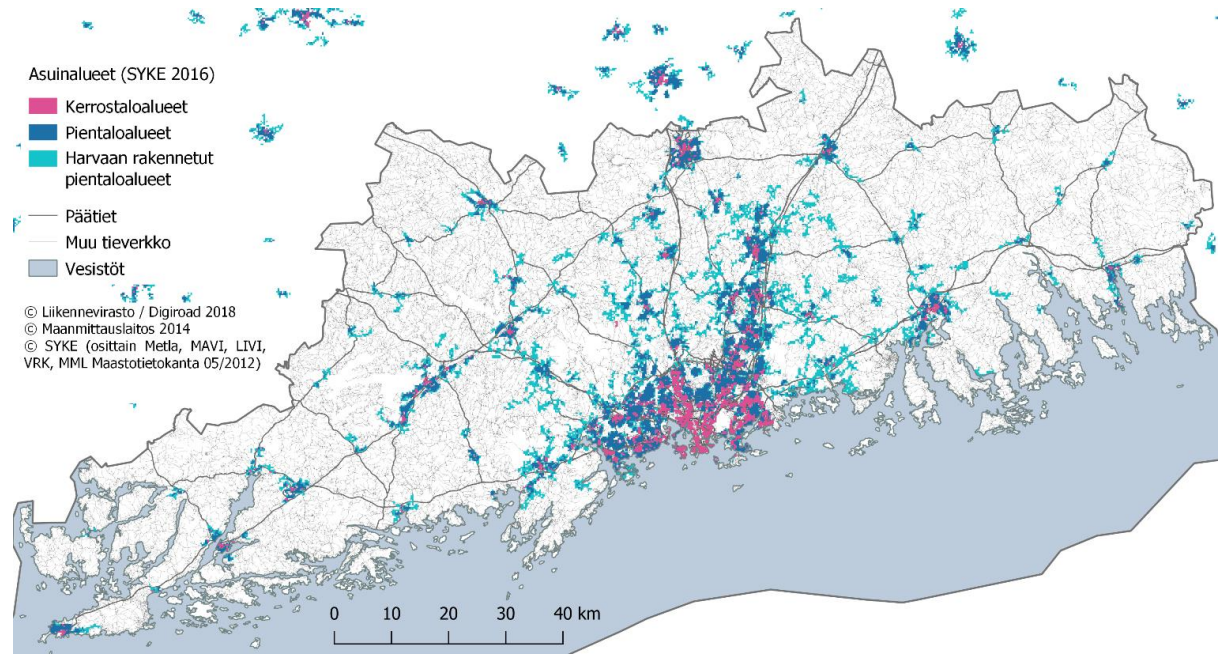 Asuinalueet (SYKE 2016)
Kerrostaloalueet
Pientaloalueet
Harvaan rakennetut
pientaloalueet
Päätiet
Muu tieverkko
Vesistöt
© Liikennevirasto / Digiroad 2018
© Maanmittauslaitos 2014
© SYKE (osittain Metla, MAVI, LIVI,
VRK, MML Maastotietokanta 05/2012)
0 10 20 30 40 km